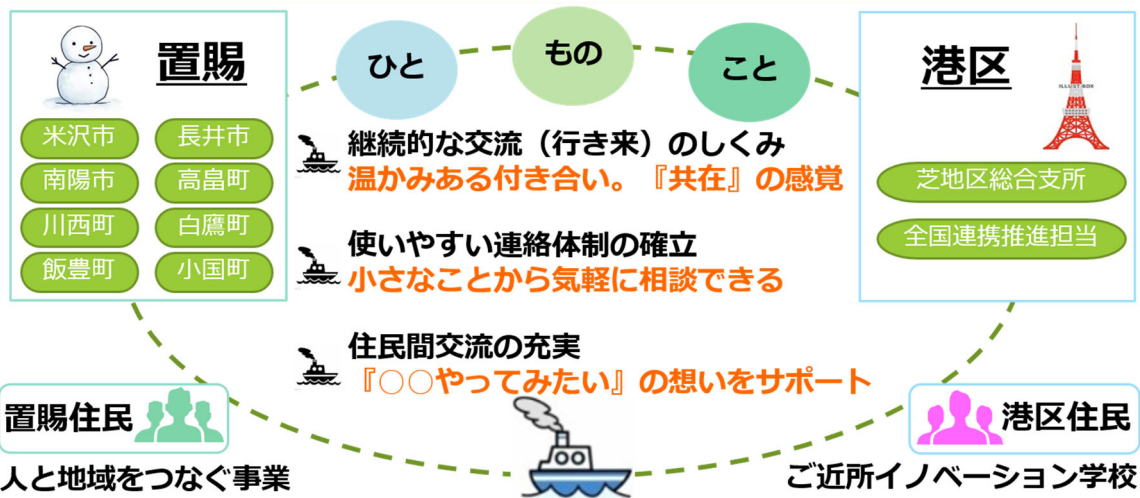 置賜
米沢市
長井市
南陽市
高畠町
川西町
白鷹町
飯豊町
小国町
ひと
もの
こと
継続的な交流（行き来）のしくみ
温かみある付き合い。『共在』の感覚
使いやすい連絡体制の確立
小さなことから気軽に相談できる
住民間交流の充実
『○○やってみたい』の想いをサポート
港区
ILLUST BOX
芝地区総合支所
全国連携推進担当
置賜住民
人と地域をつなぐ事業
港区住民
ご近所イノベーション学校